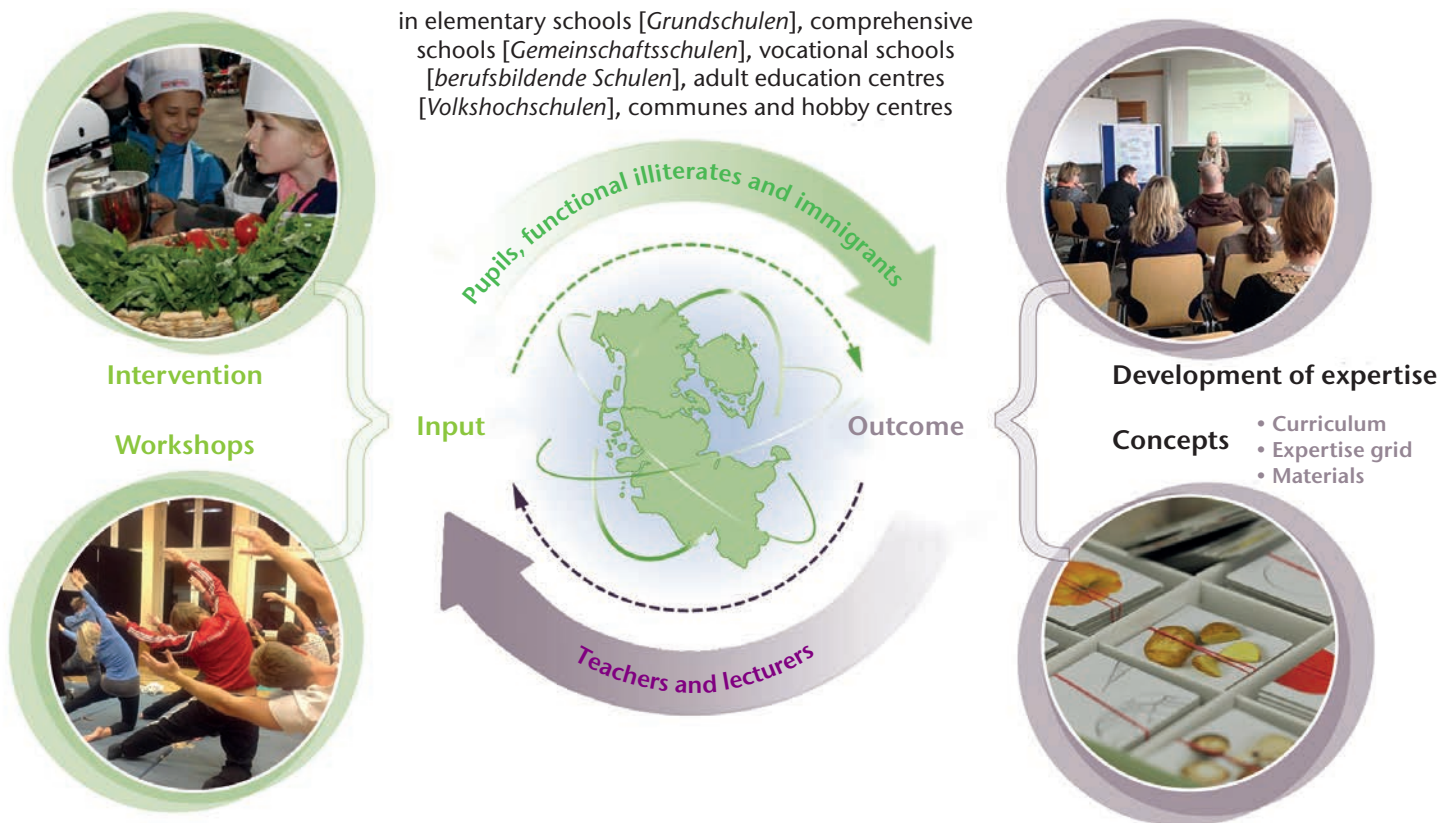 in elementary schools [Grundschulen], comprehensive
schools [Gemeinschaftsschulen], vocational schools
[berufsbildende Schulen], adult education centres
[Volkshochschulen], communes and hobby centres
Pupils, functional illiterates and immigrants
Intervention
Workshops
Input
Outcome
Development of expertise
Concepts
• Curriculum
• Expertise grid
• Materials
Teachers and lecturers